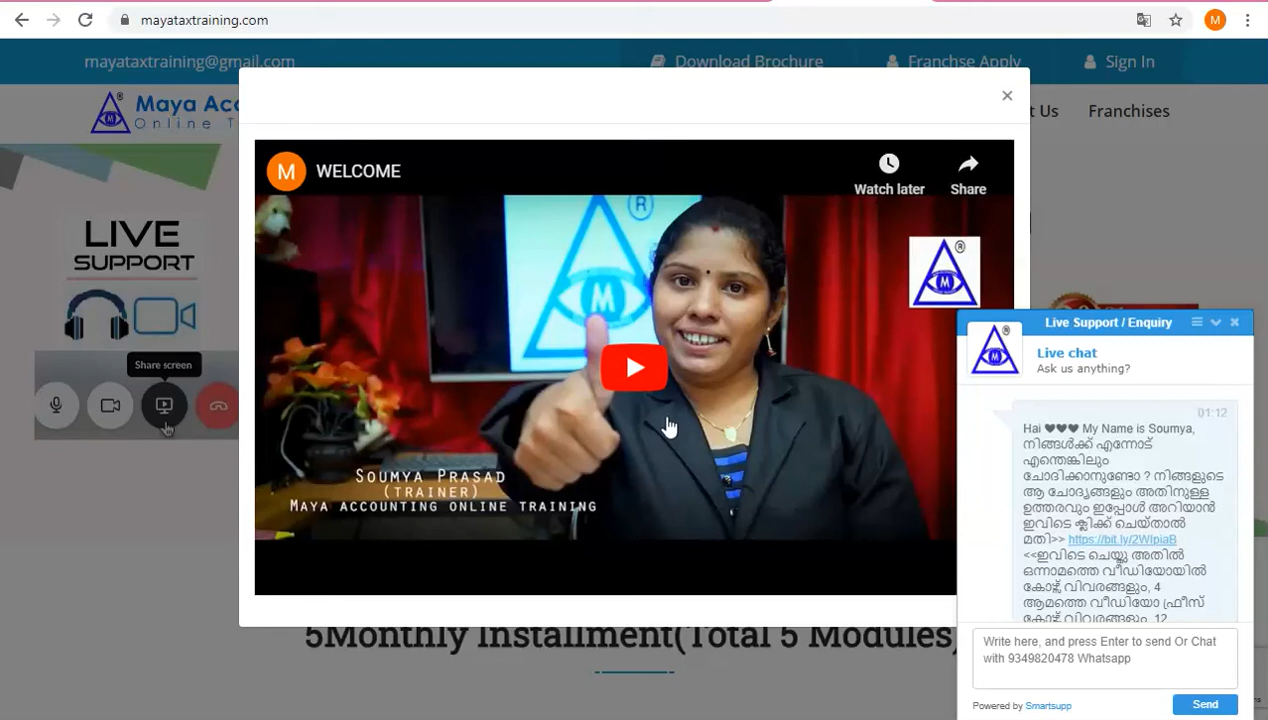 mayataxtraining.com
M
mayataxtraining@gmail.com
Download Brochure
Franchse Apply
Sign In
Maya Acc
Online T
t Us
Franchises
×
M
WELCOME
Watch later
Share
LIVE
SUPPORT
Share screen
M
SOUMYA PRASAD
(TRAINER)
MAYA ACCOUNTING ONLINE TRAINING
Live Support / Enquiry
Live chat
Ask us anything?
01:12
Hai ♥♥♥ My Name is Soumya,
നിങ്ങൾക്ക് എന്നോട്
എന്തെങ്കിലും
ചോദിക്കാനുണ്ടോ ? നിങ്ങളുടെ
ആ ചോദ്യങ്ങളും അതിനുള്ള
ഉത്തരവും ഇപ്പോൾ അറിയാൻ
ഇവിടെ ക്ലിക്ക് ചെയ്താൽ
മതി>> https://bit.ly/2WIpiaB
<<ഇവിടെ ചെയ്തു അതിൽ
ഒന്നാമത്തെ വീഡിയോയിൽ
കോഴ്സ് വിവരങ്ങളും, 4
ആമത്തെ വീഡിയോ ഫ്രീസ്
കോഴ്സ് വിവരങ്ങളും, 12
Write here, and press Enter to send Or Chat
with 9349820478 Whatsapp
Powered by Smartsupp
Send
5Monthly Installment(Total 5 Modules